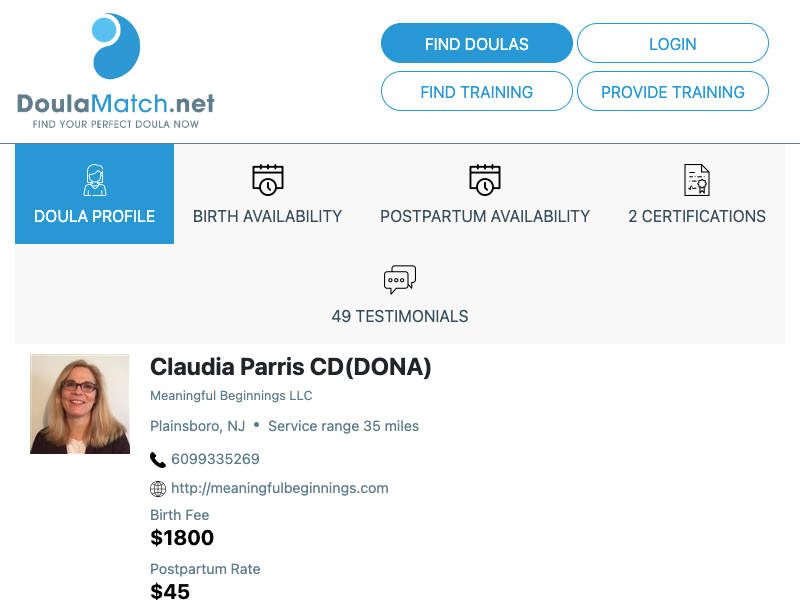 DoulaMatch.net
FIND YOUR PERFECT DOULA NOW
FIND DOULAS
LOGIN
FIND TRAINING
PROVIDE TRAINING
DOULA PROFILE
BIRTH AVAILABILITY
POSTPARTUM AVAILABILITY
2 CERTIFICATIONS
49 TESTIMONIALS
Claudia Parris CD(DONA)
Meaningful Beginnings LLC
Plainsboro, NJ • Service range 35 miles
6099335269
http://meaningfulbeginnings.com
Birth Fee
$1800
Postpartum Rate
$45